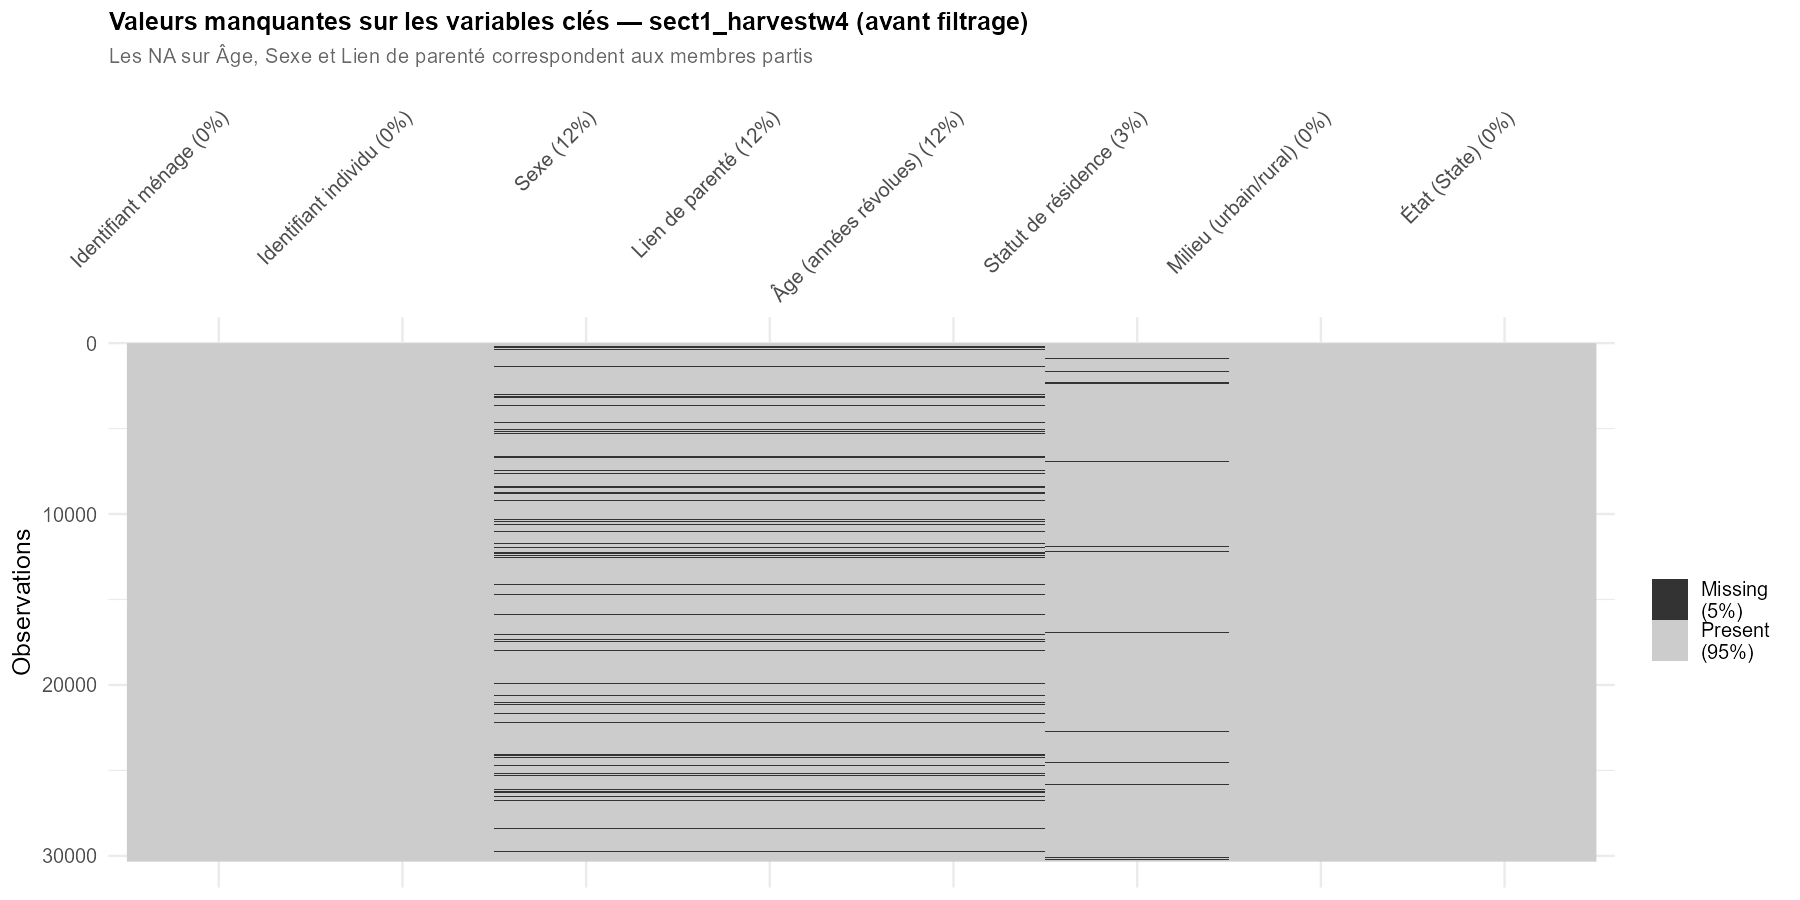 Valeurs manquantes sur les variables clés — sect1_harvestw4 (avant filtrage)
Les NA sur Âge, Sexe et Lien de parenté correspondent aux membres partis
Identifiant ménage (0%)
Identifiant individu (0%)
Sexe (12%)
Lien de parenté (12%)
Âge (années révolues) (12%)
Statut de résidence (3%)
Milieu (urbain/rural) (0%)
État (State) (0%)
Observations
0
10000
20000
30000
Missing
(5%)
Present
(95%)